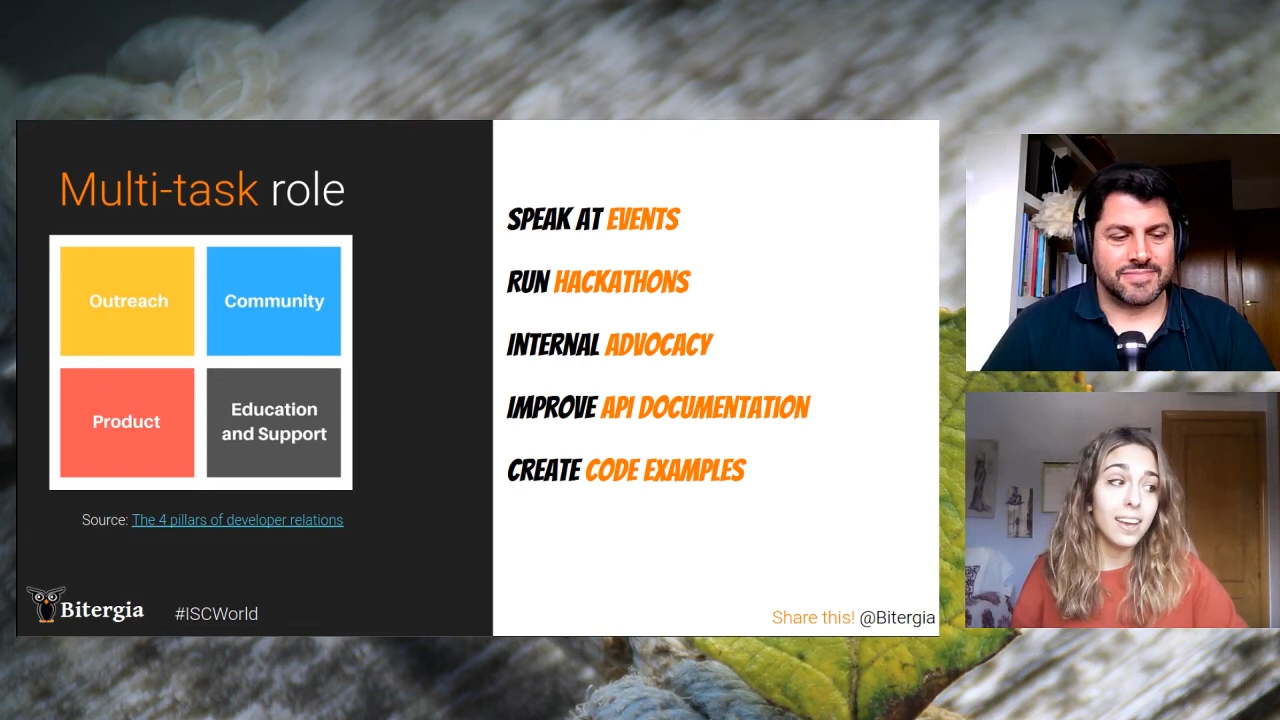 Multi-task role
Outreach
Community
Product
Education
and Support
Source: The 4 pillars of developer relations
Bitergia
#ISCWorld
SPEAK AT EVENTS
RUN HACKATHONS
INTERNAL ADVOCACY
IMPROVE API DOCUMENTATION
CREATE CODE EXAMPLES
Share this! @Bitergia